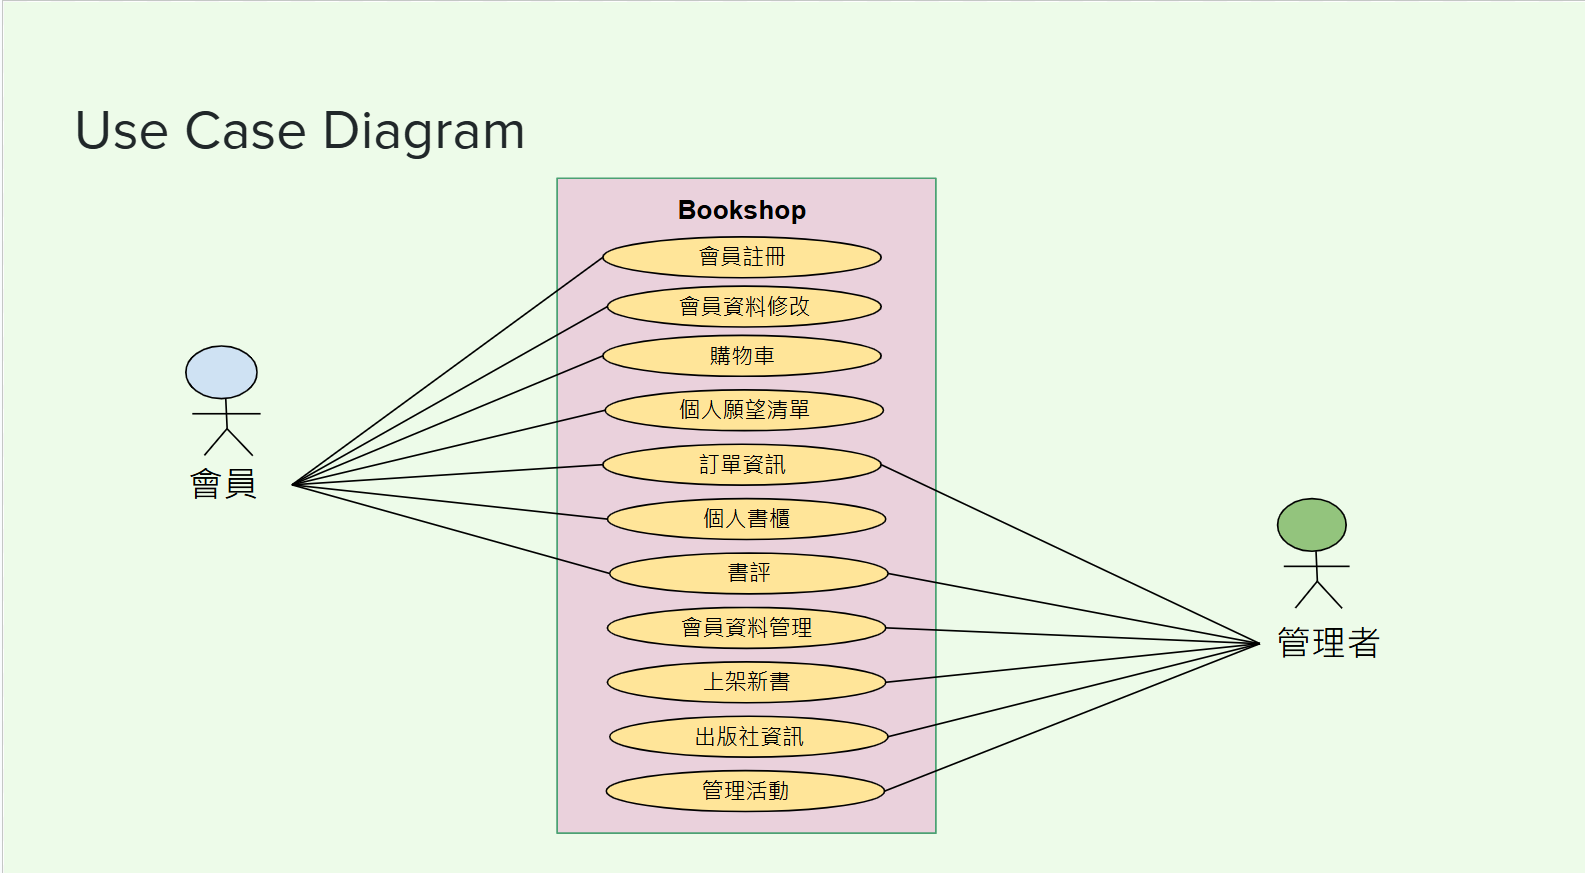 Use Case Diagram
Bookshop
會員註冊
會員資料修改
購物車
個人願望清單
訂單資訊
個人書櫃
書評
會員資料管理
上架新書
出版社資訊
管理活動
會員
管理者